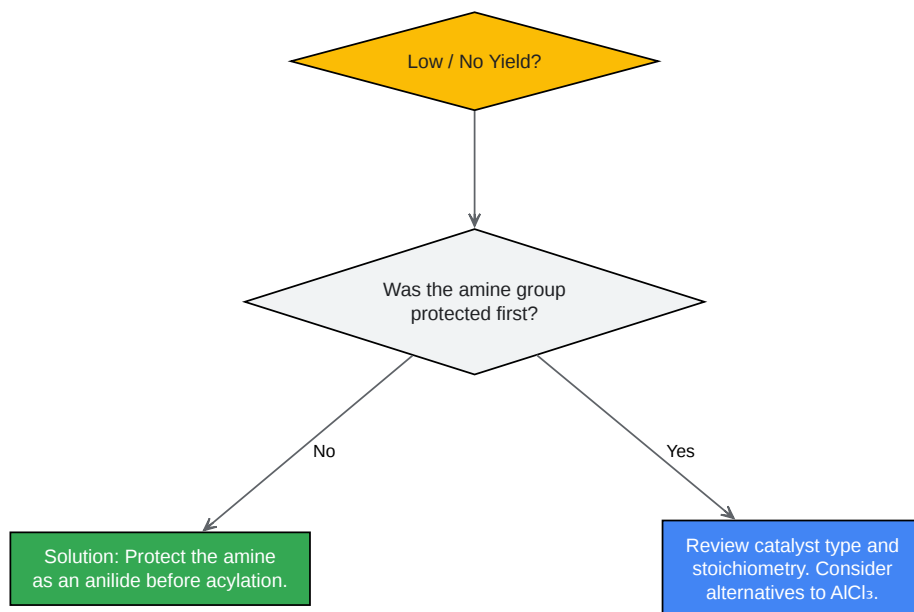 Low / No Yield?
Was the amine group
protected first?
No
Yes
Solution: Protect the amine
as an anilide before acylation.
Review catalyst type and
stoichiometry. Consider
alternatives to AlCl₃.